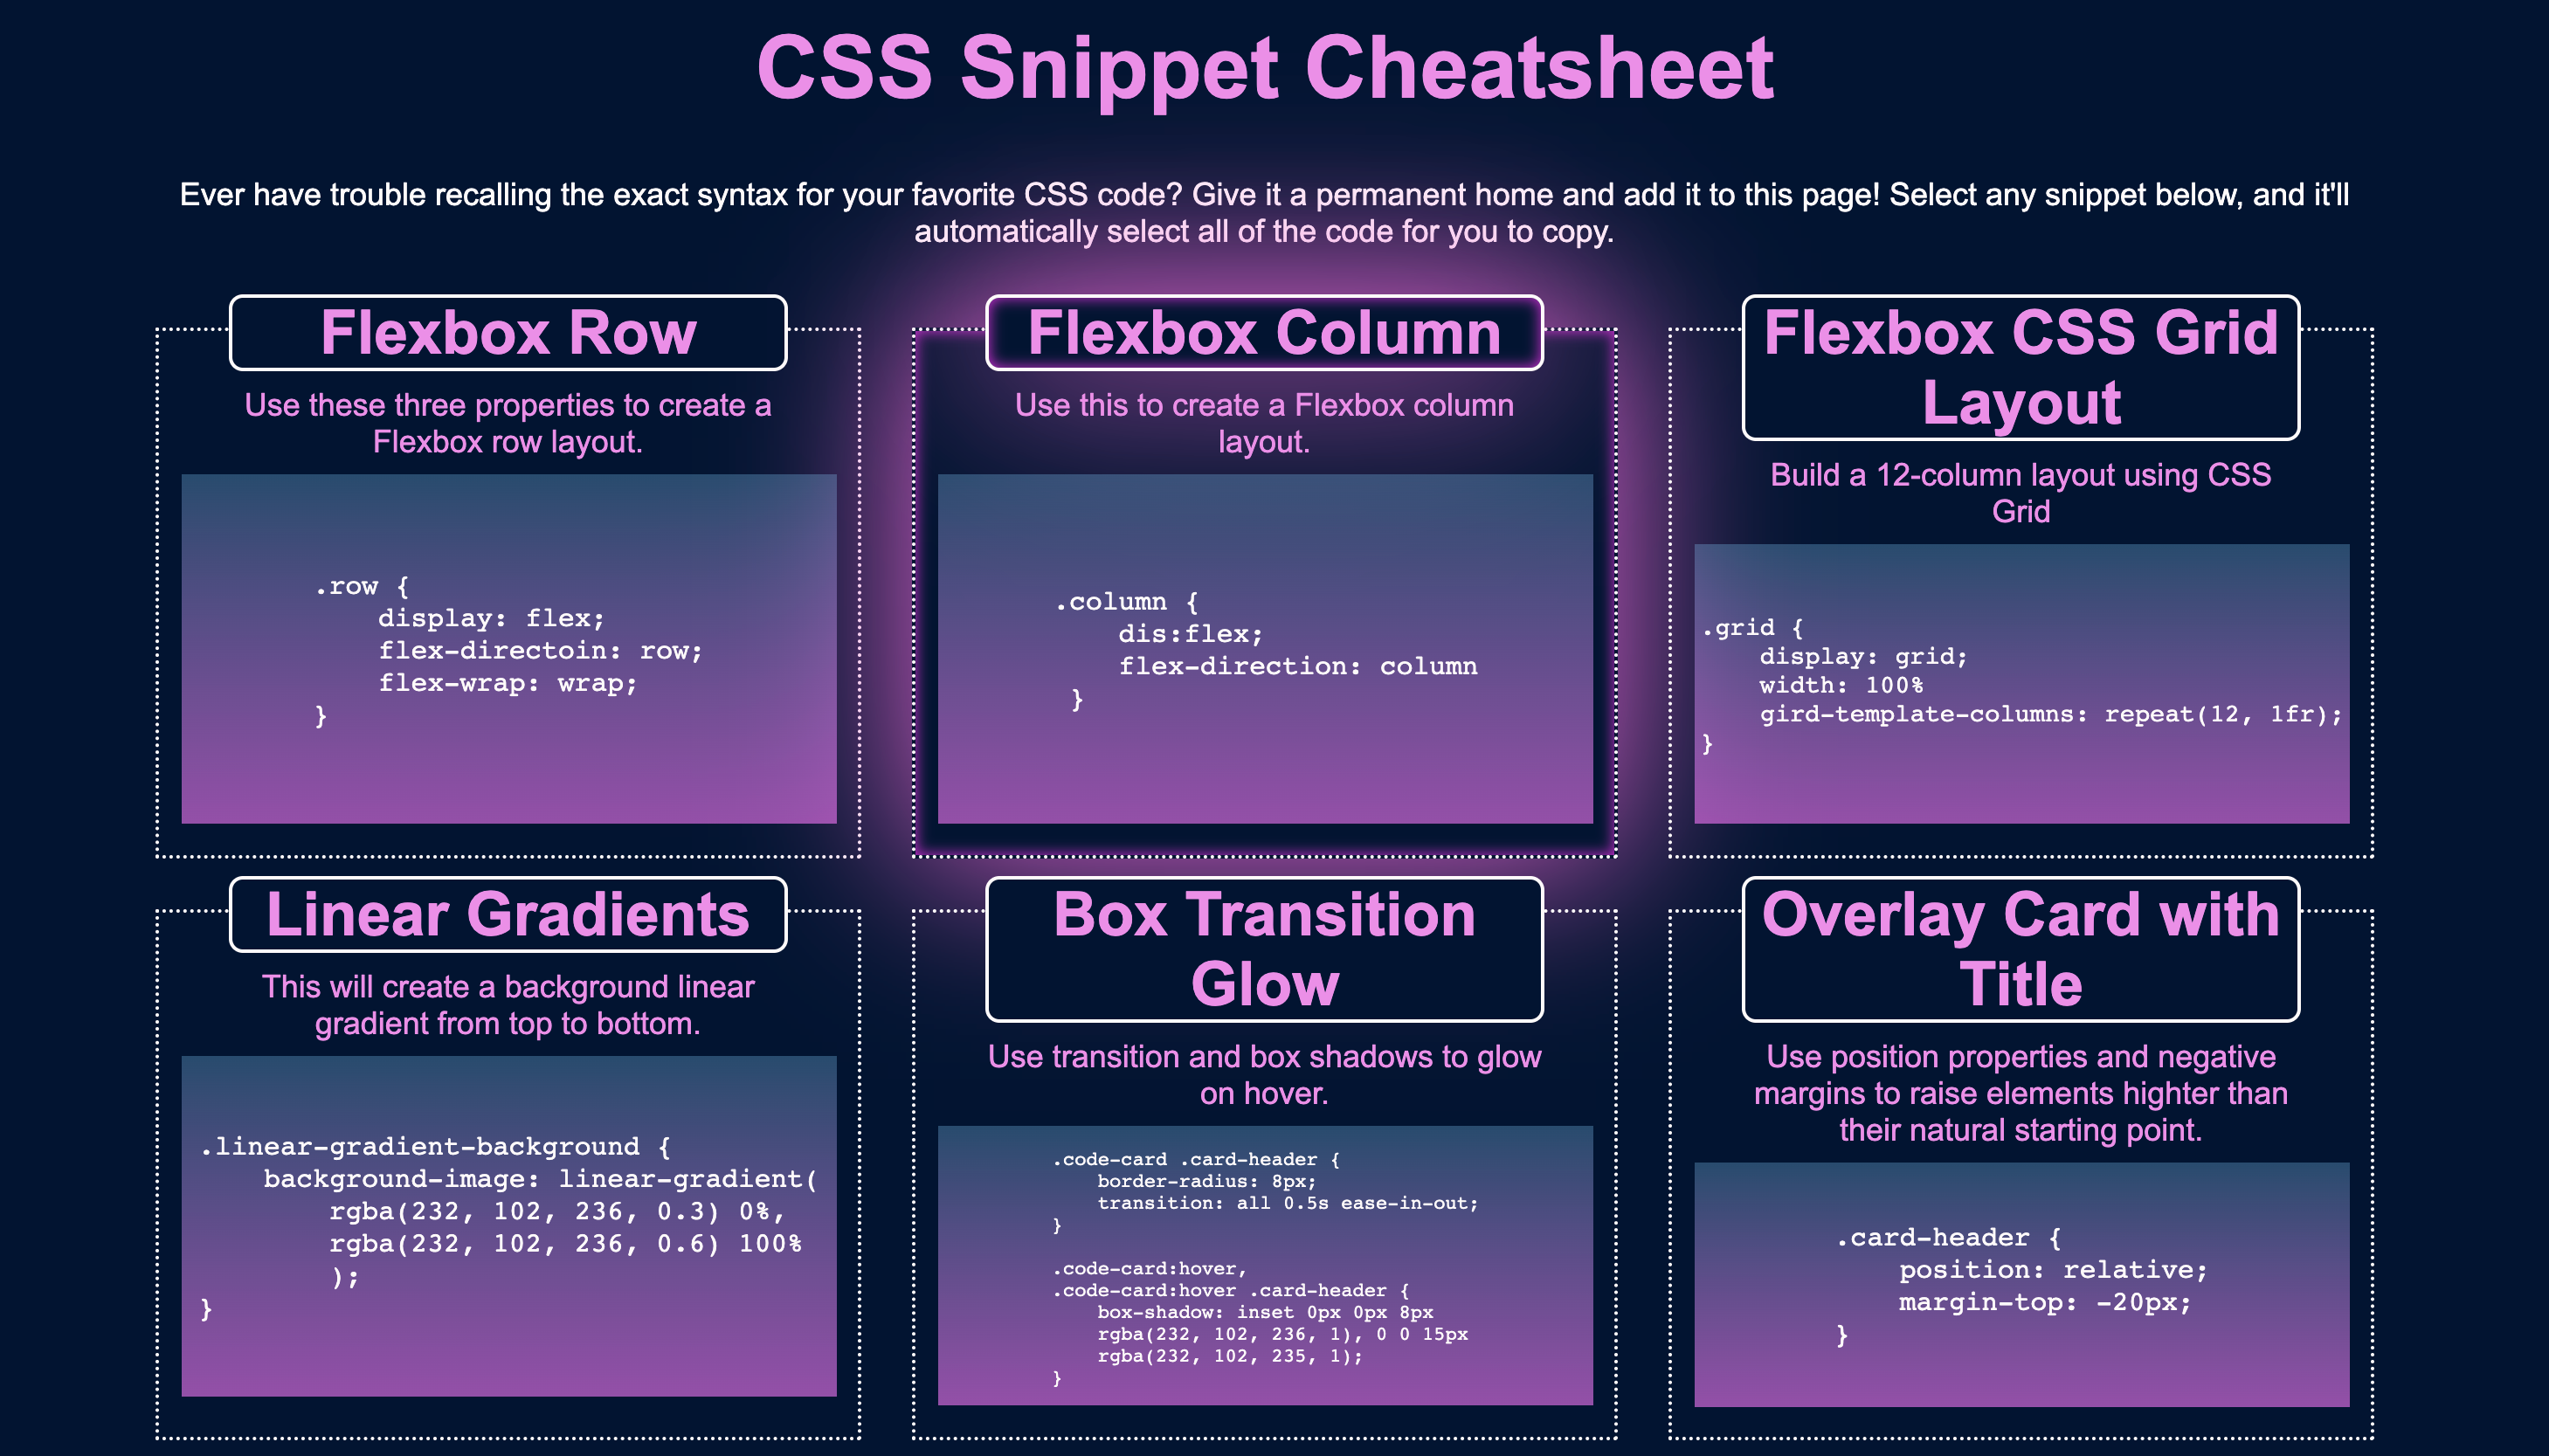 CSS Snippet Cheatsheet
Ever have trouble recalling the exact syntax for your favorite CSS code? Give it a permanent home and add it to this page! Select any snippet below, and it'll
automatically select all of the code for you to copy.
Flexbox Row
Use these three properties to create a
Flexbox row layout.
.row {
    display: flex;
    flex-directoin: row;
    flex-wrap: wrap;
}
Flexbox Column
Use this to create a Flexbox column
layout.
.column {
    dis:flex;
    flex-direction: column
 }
Flexbox CSS Grid
Layout
Build a 12-column layout using CSS
Grid
.grid {
    display: grid;
    width: 100%
    gird-template-columns: repeat(12, 1fr);
}
Linear Gradients
This will create a background linear
gradient from top to bottom.
.linear-gradient-background {
    background-image: linear-gradient(
        rgba(232, 102, 236, 0.3) 0%,
        rgba(232, 102, 236, 0.6) 100%
        );
}
Box Transition
Glow
Use transition and box shadows to glow
on hover.
.code-card .card-header {
    border-radius: 8px;
    transition: all 0.5s ease-in-out;
}
.code-card:hover,
.code-card:hover .card-header {
    box-shadow: inset 0px 0px 8px
    rgba(232, 102, 236, 1), 0 0 15px
    rgba(232, 102, 235, 1);
}
Overlay Card with
Title
Use position properties and negative
margins to raise elements highter than
their natural starting point.
.card-header {
    position: relative;
    margin-top: -20px;
}